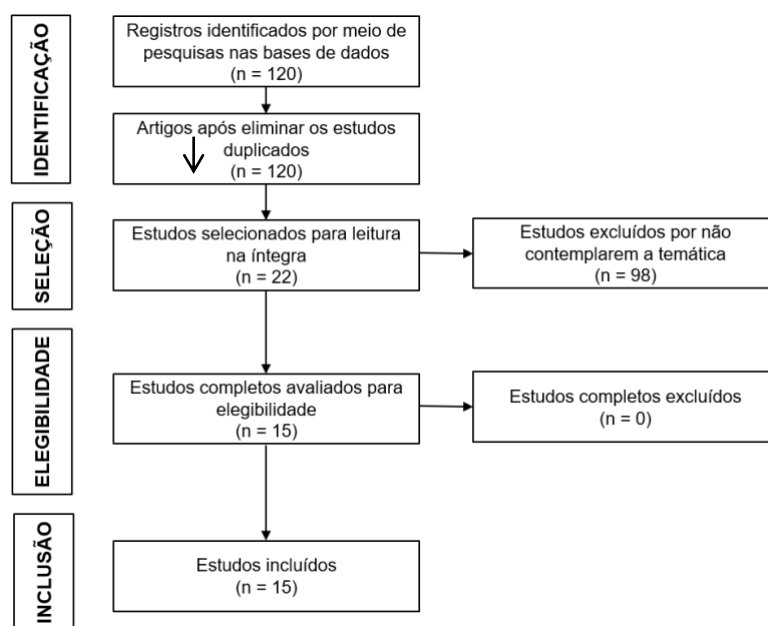 IDENTIFICAÇÃO
Registros identificados por meio de
pesquisas nas bases de dados
(n = 120)
Artigos após eliminar os estudos
duplicados
(n = 120)
SELEÇÃO
Estudos selecionados para leitura
na íntegra
(n = 22)
Estudos excluídos por não
contemplarem a temática
(n = 98)
ELEGIBILIDADE
Estudos completos avaliados para
elegibilidade
(n = 15)
Estudos completos excluídos
(n = 0)
INCLUSÃO
Estudos incluídos
(n = 15)